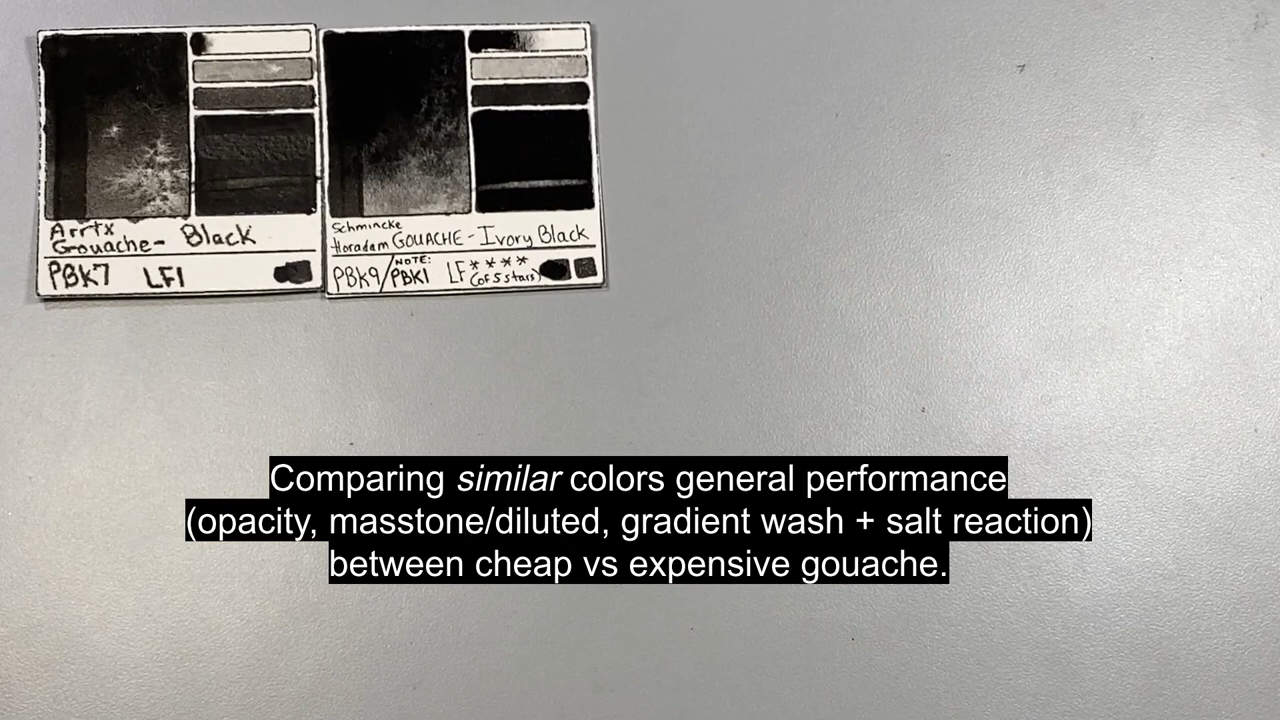 Arrtx
Gouache- Black
PBK7 LFI
Schmincke
Horadam GOUACHE - Ivory Black
PBK9/NOTE: PBK1 LF**** (of 5 stars)
Comparing similar colors general performance
(opacity, masstone/diluted, gradient wash + salt reaction)
between cheap vs expensive gouache.